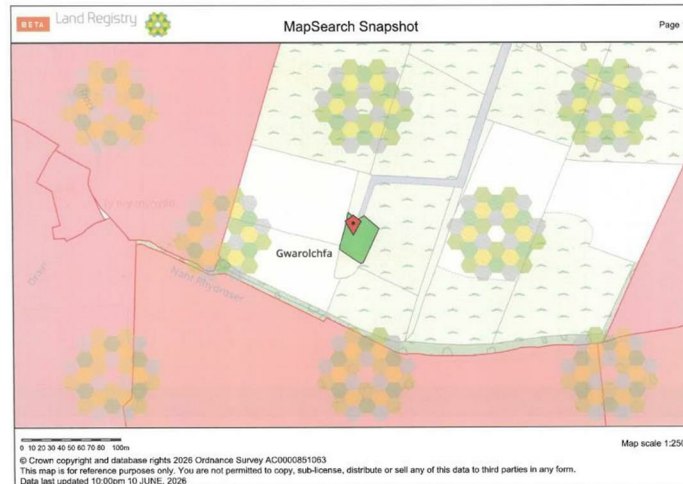 BETA Land Registry
MapSearch Snapshot
Page
Gwarolchfa
Nant Rhydroser
Drain
0 10 20 30 40 50 60 70 80 100m
Map scale 1:250
© Crown copyright and database rights 2026 Ordnance Survey AC0000851063
This map is for reference purposes only. You are not permitted to copy, sub-license, distribute or sell any of this data to third parties in any form.
Data last updated 10:00pm 10 JUNE, 2026